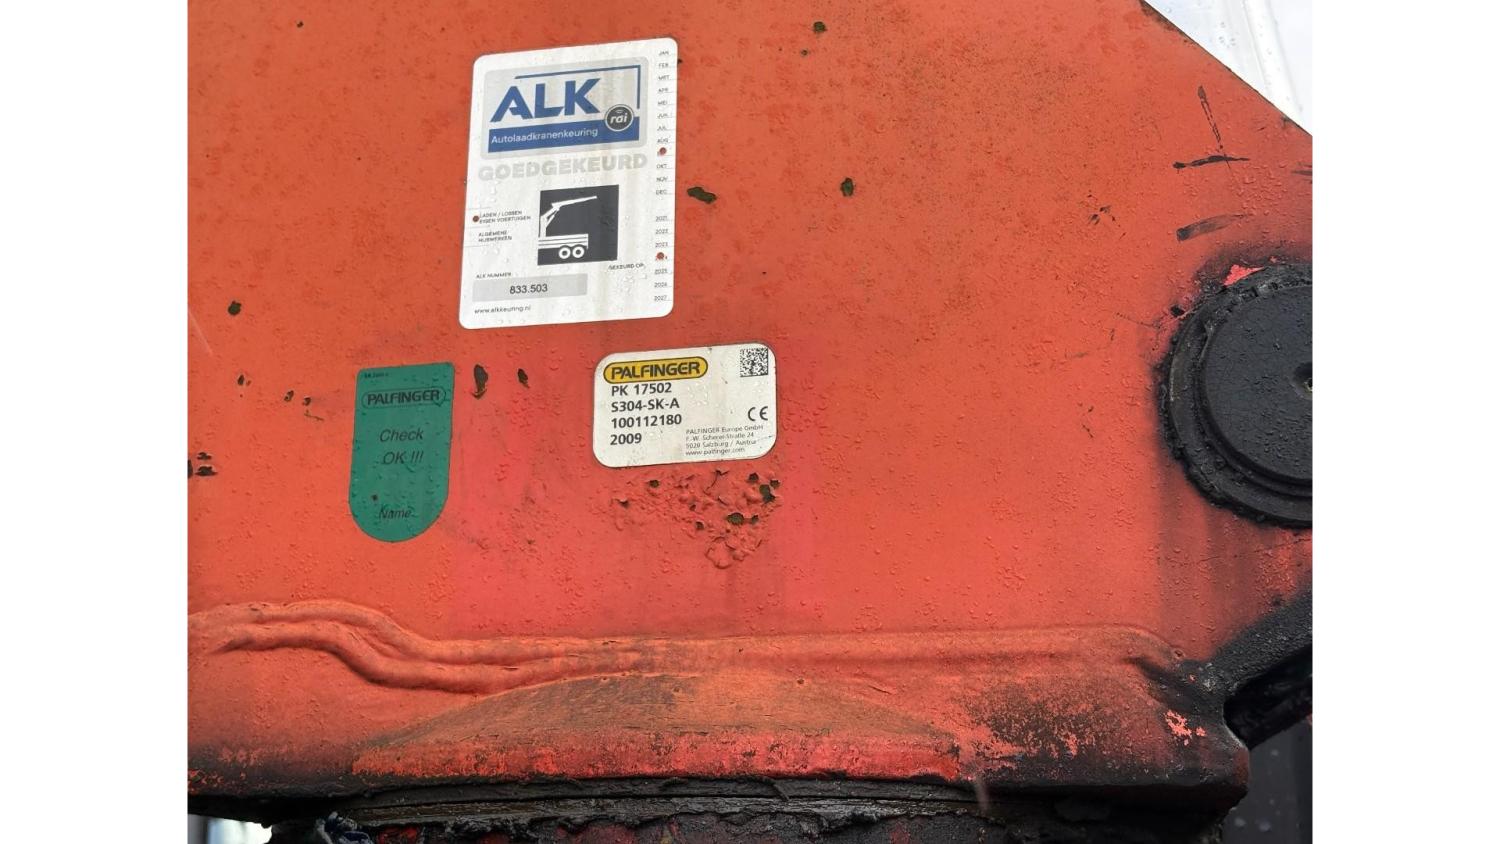 ALK
rai
Autolaadkranenkeuring
GOEDGEKEURD
JAN
FEB
MRT
APR
MEI
JUN
JUL
AUG
OKT
NOV
DEC
LADEN / LOSSEN
EIGEN VOERTUIGEN
ALGEMENE
HIJSWERKEN
2021
2022
2023
2025
2026
2027
GEKEURD OP:
ALK NUMMER
833.503
www.alkkeuring.nl
PALFINGER
Check
OK !!!
Name
PALFINGER
PK 17502
S304-SK-A
100112180
2009
CE
PALFINGER Europe GmbH
F.-W.-Scherer-Straße 24
5020 Salzburg / Austria
www.palfinger.com